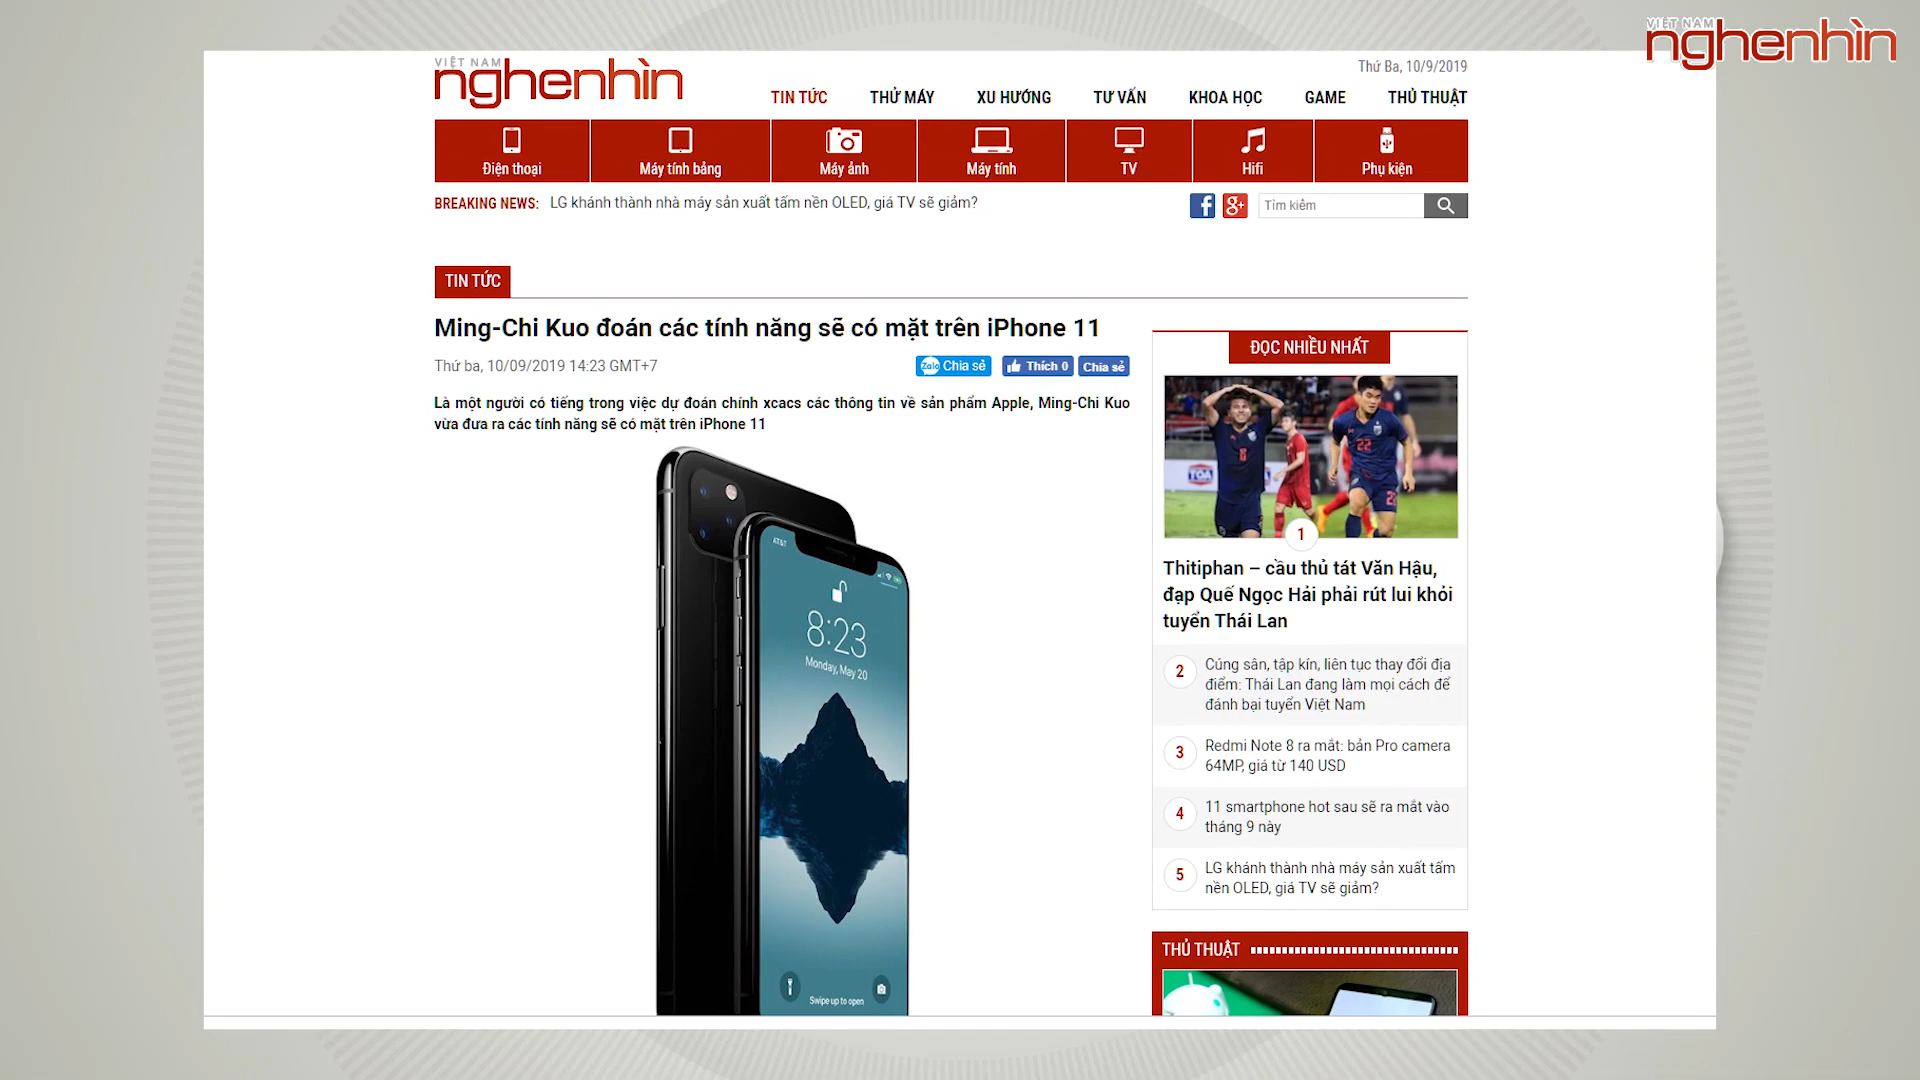 VIỆT NAM
nghenhìn
VIỆT NAM
nghenhìn
Thứ Ba, 10/9/2019
TIN TỨC THỬ MÁY XU HƯỚNG TƯ VẤN KHOA HỌC GAME THỦ THUẬT
Điện thoại Máy tính bảng Máy ảnh Máy tính TV Hifi Phụ kiện
BREAKING NEWS: LG khánh thành nhà máy sản xuất tấm nền OLED, giá TV sẽ giảm?
f g+ Tìm kiếm
TIN TỨC
Ming-Chi Kuo đoán các tính năng sẽ có mặt trên iPhone 11
Thứ ba, 10/09/2019 14:23 GMT+7
Zalo Chia sẻ Thích 0 Chia sẻ
Là một người có tiếng trong việc dự đoán chính xcacs các thông tin về sản phẩm Apple, Ming-Chi Kuo
vừa đưa ra các tính năng sẽ có mặt trên iPhone 11
AT&T
8:23
Monday, May 20
Swipe up to open
ĐỌC NHIỀU NHẤT
TOA
8
22
22
1
Thitiphan – cầu thủ tát Văn Hậu,
đạp Quế Ngọc Hải phải rút lui khỏi
tuyển Thái Lan
2 Cúng sân, tập kín, liên tục thay đổi địa
điểm: Thái Lan đang làm mọi cách để
đánh bại tuyển Việt Nam
3 Redmi Note 8 ra mắt: bản Pro camera
64MP, giá từ 140 USD
4 11 smartphone hot sau sẽ ra mắt vào
tháng 9 này
5 LG khánh thành nhà máy sản xuất tấm
nền OLED, giá TV sẽ giảm?
THỦ THUẬT